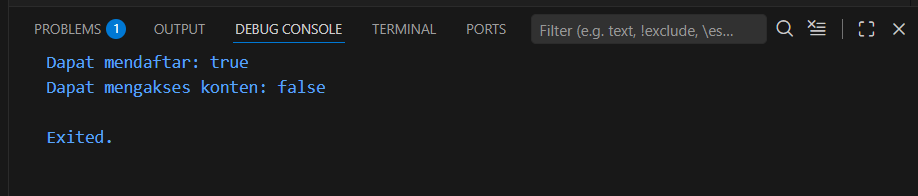 PROBLEMS 1 OUTPUT DEBUG CONSOLE TERMINAL PORTS Filter (e.g. text, !exclude, \es...
Dapat mendaftar: true
Dapat mengakses konten: false
Exited.